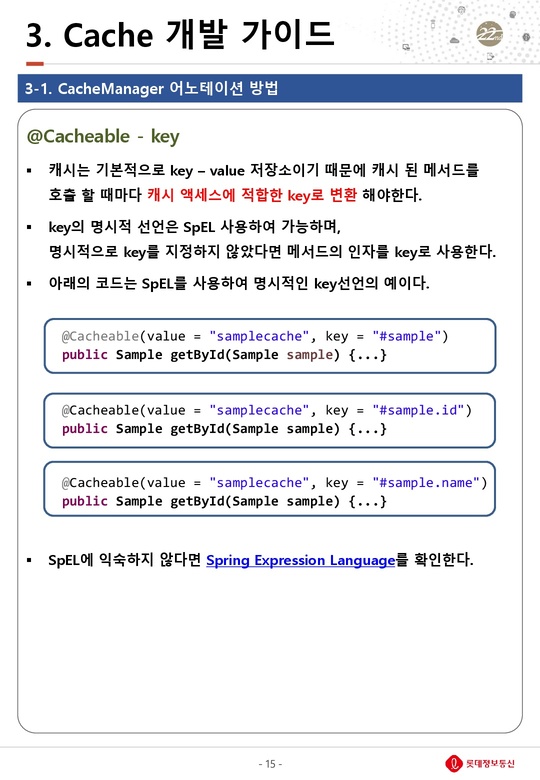 3. Cache 개발 가이드
22
3-1. CacheManager 어노테이션 방법
@Cacheable - key
▪ 캐시는 기본적으로 key – value 저장소이기 때문에 캐시 된 메서드를
호출 할 때마다 캐시 액세스에 적합한 key로 변환 해야한다.
▪ key의 명시적 선언은 SpEL 사용하여 가능하며,
명시적으로 key를 지정하지 않았다면 메서드의 인자를 key로 사용한다.
▪ 아래의 코드는 SpEL를 사용하여 명시적인 key선언의 예이다.
@Cacheable(value = "samplecache", key = "#sample")
public Sample getById(Sample sample) {...}
@Cacheable(value = "samplecache", key = "#sample.id")
public Sample getById(Sample sample) {...}
@Cacheable(value = "samplecache", key = "#sample.name")
public Sample getById(Sample sample) {...}
▪ SpEL에 익숙하지 않다면 Spring Expression Language를 확인한다.
- 15 -
롯데정보통신